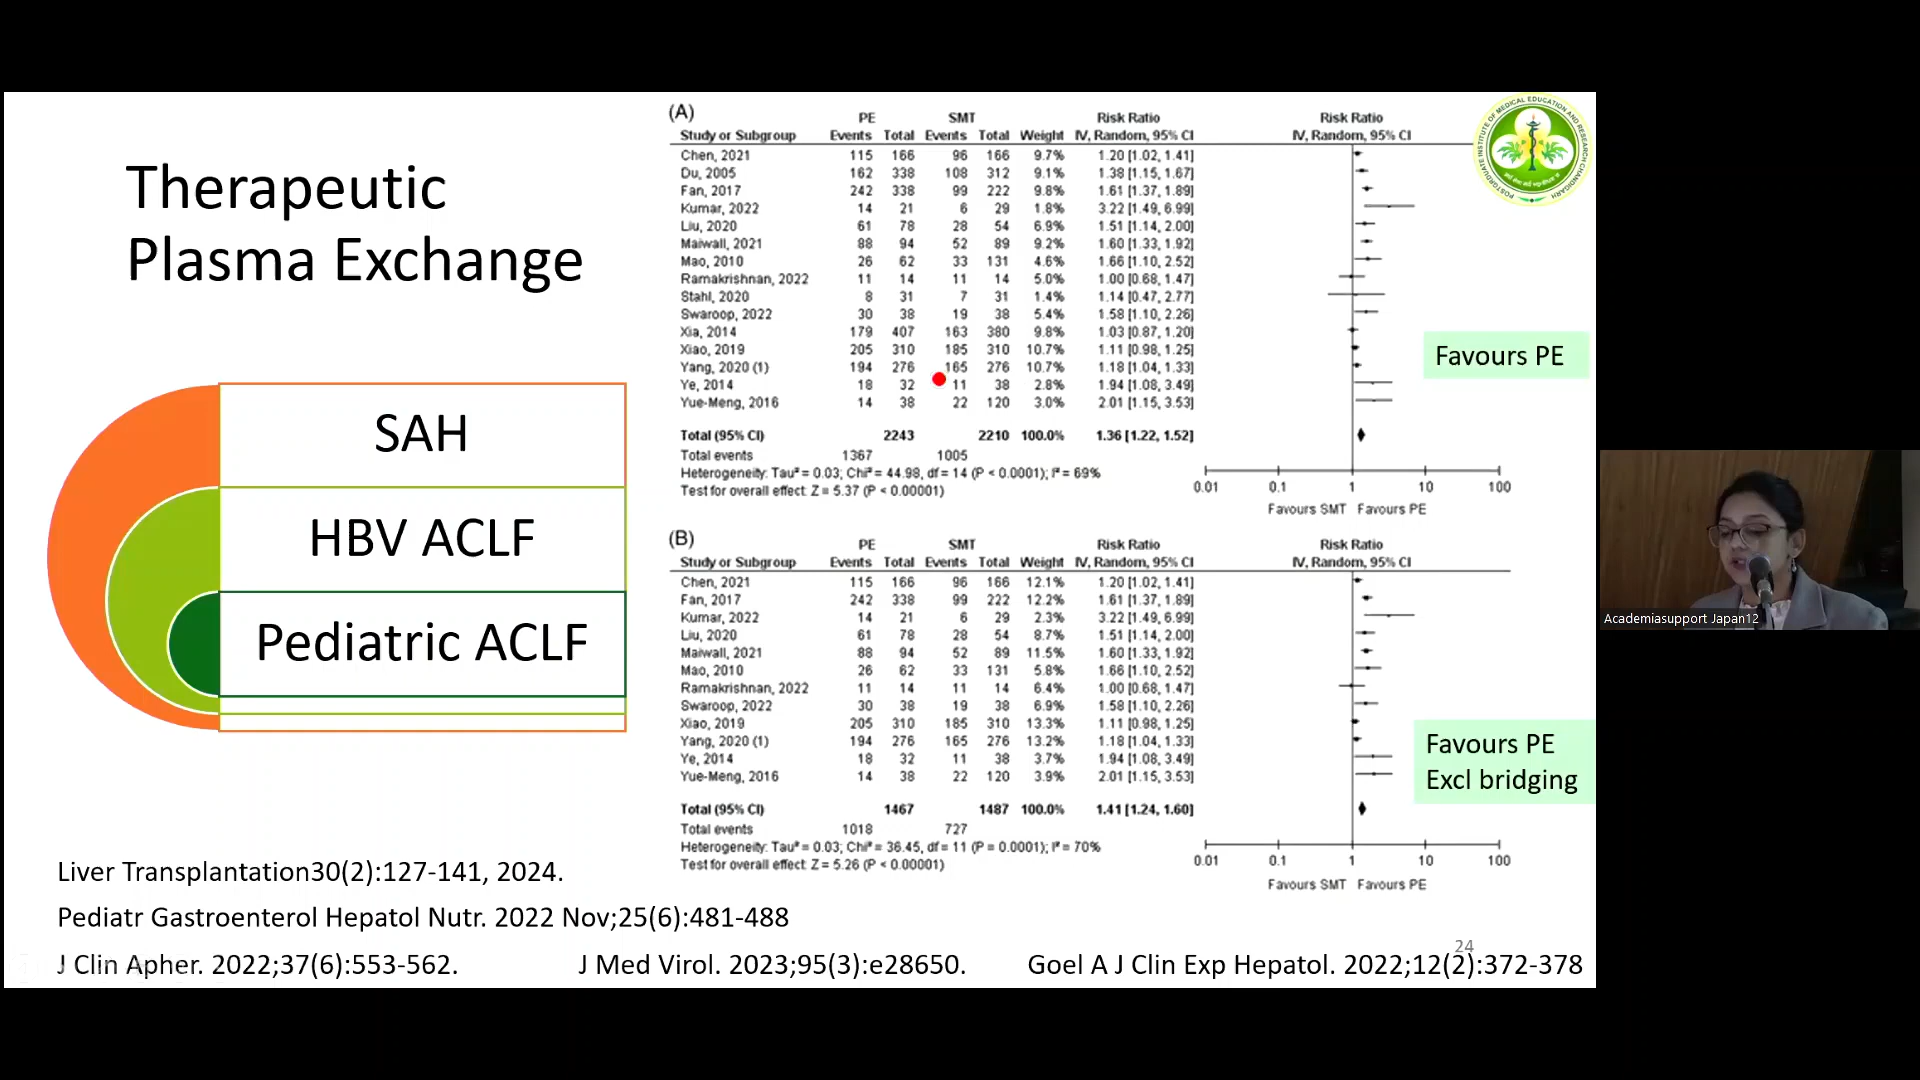 Therapeutic
Plasma Exchange
SAH
HBV ACLF
Pediatric ACLF
(A)
PE SMT Risk Ratio Risk Ratio
Study or Subgroup Events Total Events Total Weight IV, Random, 95% CI IV, Random, 95% CI
Chen, 2021 115 166 96 166 9.7% 1.20 [1.02, 1.41]
Du, 2005 162 338 108 312 9.1% 1.38 [1.15, 1.67]
Fan, 2017 242 338 99 222 9.8% 1.61 [1.37, 1.89]
Kumar, 2022 14 21 6 29 1.8% 3.22 [1.49, 6.99]
Liu, 2020 61 78 28 54 6.9% 1.51 [1.14, 2.00]
Maiwall, 2021 88 94 52 89 9.2% 1.60 [1.33, 1.92]
Mao, 2010 26 62 33 131 4.6% 1.66 [1.10, 2.52]
Ramakrishnan, 2022 11 14 11 14 5.0% 1.00 [0.68, 1.47]
Stahl, 2020 8 31 7 31 1.4% 1.14 [0.47, 2.77]
Swaroop, 2022 30 38 19 38 5.4% 1.58 [1.10, 2.26]
Xia, 2014 179 407 163 380 9.8% 1.03 [0.87, 1.20]
Xiao, 2019 205 310 185 310 10.7% 1.11 [0.98, 1.25]
Yang, 2020 (1) 194 276 165 276 10.7% 1.18 [1.04, 1.33]
Ye, 2014 18 32 11 38 2.8% 1.94 [1.08, 3.49]
Yue-Meng, 2016 14 38 22 120 3.0% 2.01 [1.15, 3.53]
Total (95% CI) 2243 2210 100.0% 1.36 [1.22, 1.52]
Total events 1367 1005
Heterogeneity: Tau² = 0.03; Chi² = 44.98, df = 14 (P < 0.0001); I² = 69%
Test for overall effect: Z = 5.37 (P < 0.00001)
0.01 0.1 1 10 100
Favours SMT Favours PE
Favours PE
(B)
PE SMT Risk Ratio Risk Ratio
Study or Subgroup Events Total Events Total Weight IV, Random, 95% CI IV, Random, 95% CI
Chen, 2021 115 166 96 166 12.1% 1.20 [1.02, 1.41]
Fan, 2017 242 338 99 222 12.2% 1.61 [1.37, 1.89]
Kumar, 2022 14 21 6 29 2.5% 3.22 [1.49, 6.99]
Liu, 2020 61 78 28 54 8.7% 1.51 [1.14, 2.00]
Maiwall, 2021 88 94 52 89 11.5% 1.60 [1.33, 1.92]
Mao, 2010 26 62 33 131 5.8% 1.66 [1.10, 2.52]
Ramakrishnan, 2022 11 14 11 14 6.4% 1.00 [0.68, 1.47]
Swaroop, 2022 30 38 19 38 6.8% 1.58 [1.10, 2.26]
Xiao, 2019 205 310 185 310 13.3% 1.11 [0.98, 1.25]
Yang, 2020 (1) 194 276 165 276 13.2% 1.18 [1.04, 1.33]
Ye, 2014 18 32 11 38 3.7% 1.94 [1.08, 3.49]
Yue-Meng, 2016 14 38 22 120 3.9% 2.01 [1.15, 3.53]
Total (95% CI) 1467 1487 100.0% 1.41 [1.24, 1.60]
Total events 1018 727
Heterogeneity: Tau² = 0.03; Chi² = 36.45, df = 11 (P = 0.0001); I² = 70%
Test for overall effect: Z = 5.26 (P < 0.00001)
0.01 0.1 1 10 100
Favours SMT Favours PE
Favours PE
Excl bridging
Liver Transplantation30(2):127-141, 2024.
Pediatr Gastroenterol Hepatol Nutr. 2022 Nov;25(6):481-488
J Clin Apher. 2022;37(6):553-562. J Med Virol. 2023;95(3):e28650. Goel A J Clin Exp Hepatol. 2022;12(2):372-378
24
POSTGRADUATE INSTITUTE OF MEDICAL EDUCATION AND RESEARCH CHANDIGARH
Academiasupport Japan12